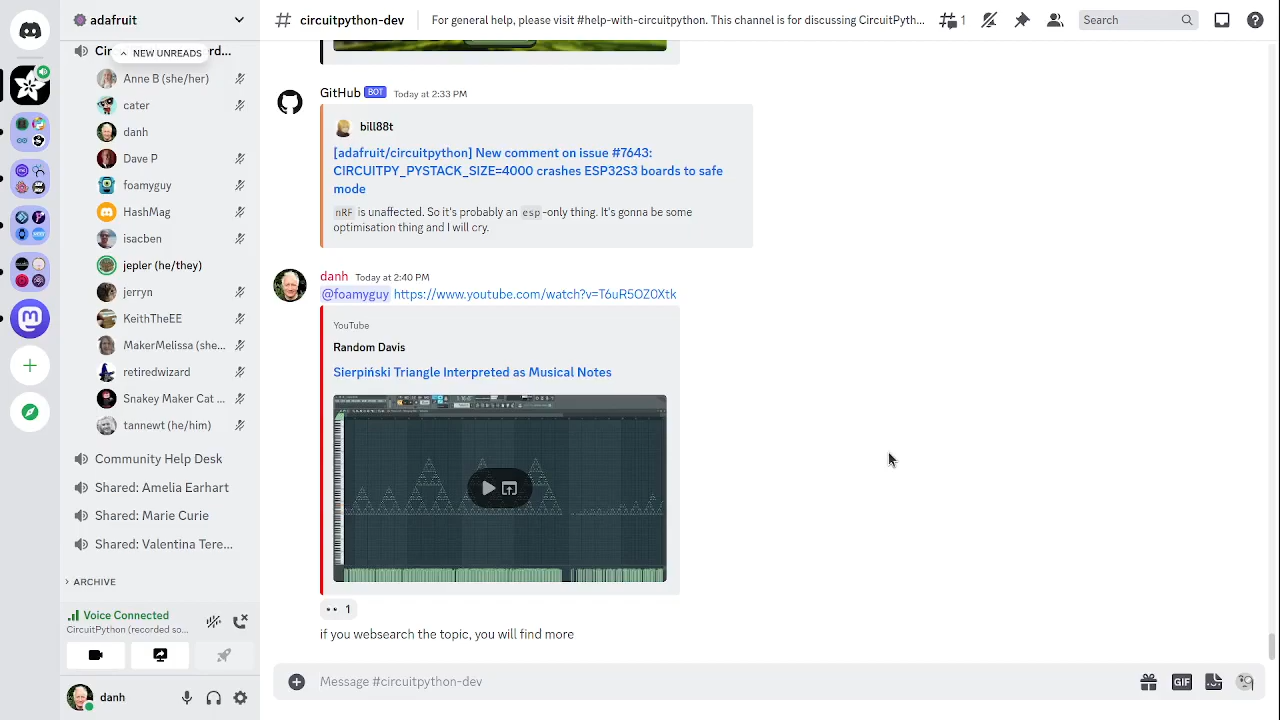 adafruit
# circuitpython-dev
For general help, please visit #help-with-circuitpython. This channel is for discussing CircuitPyth...
1
Search
NEW UNREADS
Anne B (she/her)
cater
danh
Dave P
foamyguy
HashMag
isacben
jepler (he/they)
jerryn
KeithTheEE
MakerMelissa (she...
retiredwizard
SnakeCharmer Cat ...
tannewt (he/him)
Community Help Desk
Shared: Amelia Earhart
Shared: Marie Curie
Shared: Valentina Tere...
ARCHIVE
Voice Connected
CircuitPython (recorded so...
danh
GitHub BOT Today at 2:33 PM
bill88t
[adafruit/circuitpython] New comment on issue #7643:
CIRCUITPY_PYSTACK_SIZE=4000 crashes ESP32S3 boards to safe
mode
nRF is unaffected. So it's probably an esp-only thing. It's gonna be some
optimisation thing and I will cry.
danh Today at 2:40 PM
@foamyguy https://www.youtube.com/watch?v=T6uR5OZ0Xtk
YouTube
Random Davis
Sierpiński Triangle Interpreted as Musical Notes
1
if you websearch the topic, you will find more
Message #circuitpython-dev
GIF